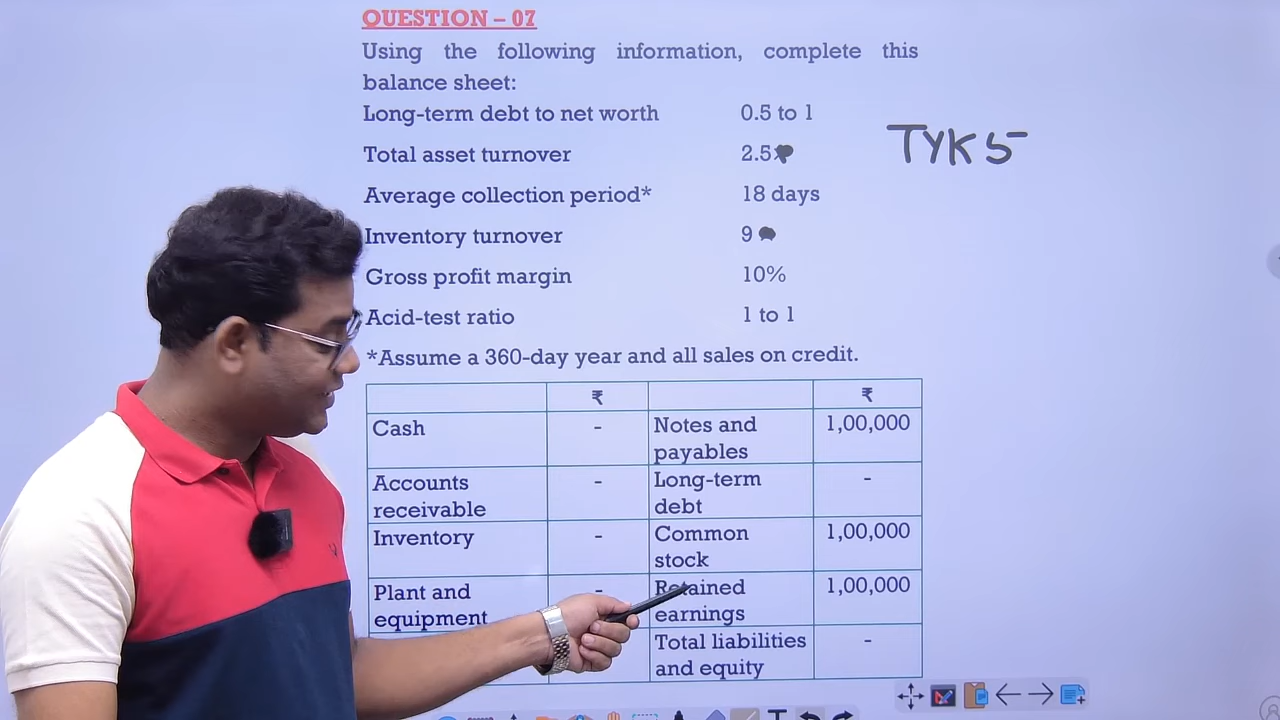 QUESTION – 07
Using the following information, complete this
balance sheet:
Long-term debt to net worth 0.5 to 1
Total asset turnover 2.5
TYK 5
Average collection period* 18 days
Inventory turnover 9
Gross profit margin 10%
Acid-test ratio 1 to 1
*Assume a 360-day year and all sales on credit.
₹ ₹
Cash - Notes and payables 1,00,000
Accounts receivable - Long-term debt -
Inventory - Common stock 1,00,000
Plant and equipment - Retained earnings 1,00,000
Total liabilities and equity -